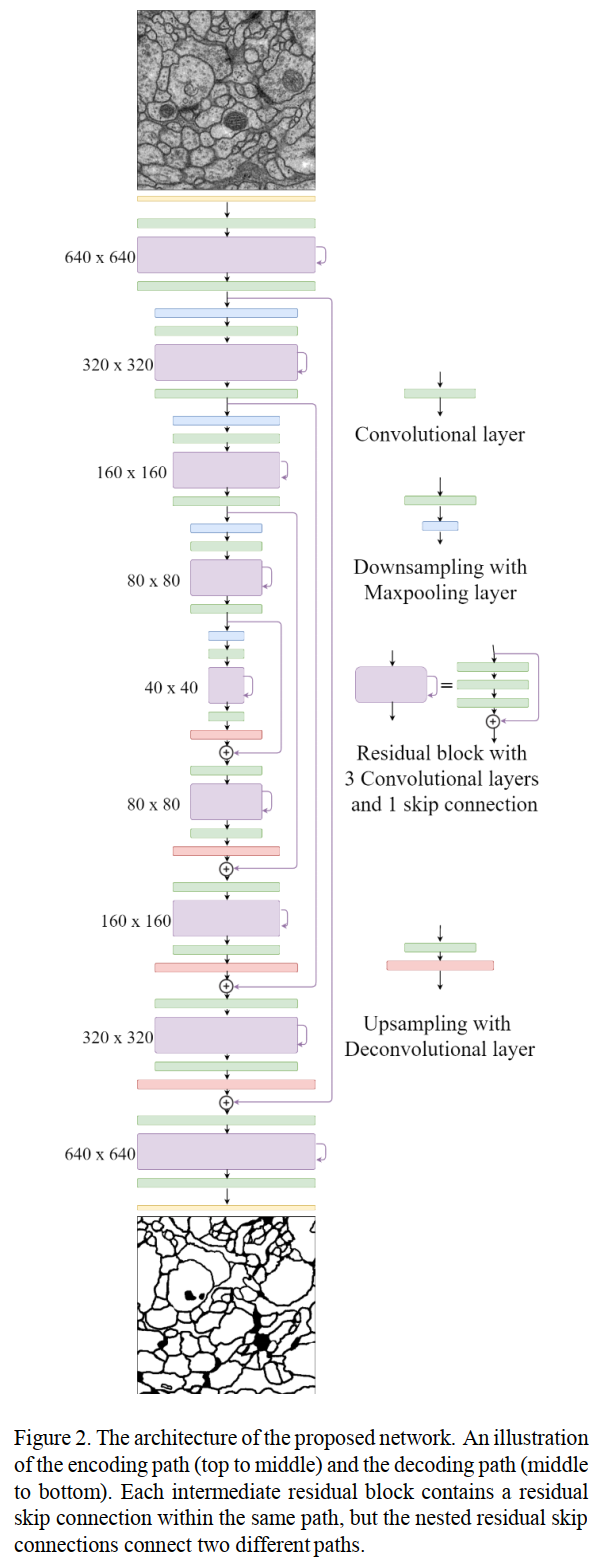 640 x 640
320 x 320
160 x 160
80 x 80
40 x 40
80 x 80
160 x 160
320 x 320
640 x 640
Convolutional layer
Downsampling with
Maxpooling layer
=
Residual block with
3 Convolutional layers
and 1 skip connection
Upsampling with
Deconvolutional layer
Figure 2. The architecture of the proposed network. An illustration
of the encoding path (top to middle) and the decoding path (middle
to bottom). Each intermediate residual block contains a residual
skip connection within the same path, but the nested residual skip
connections connect two different paths.